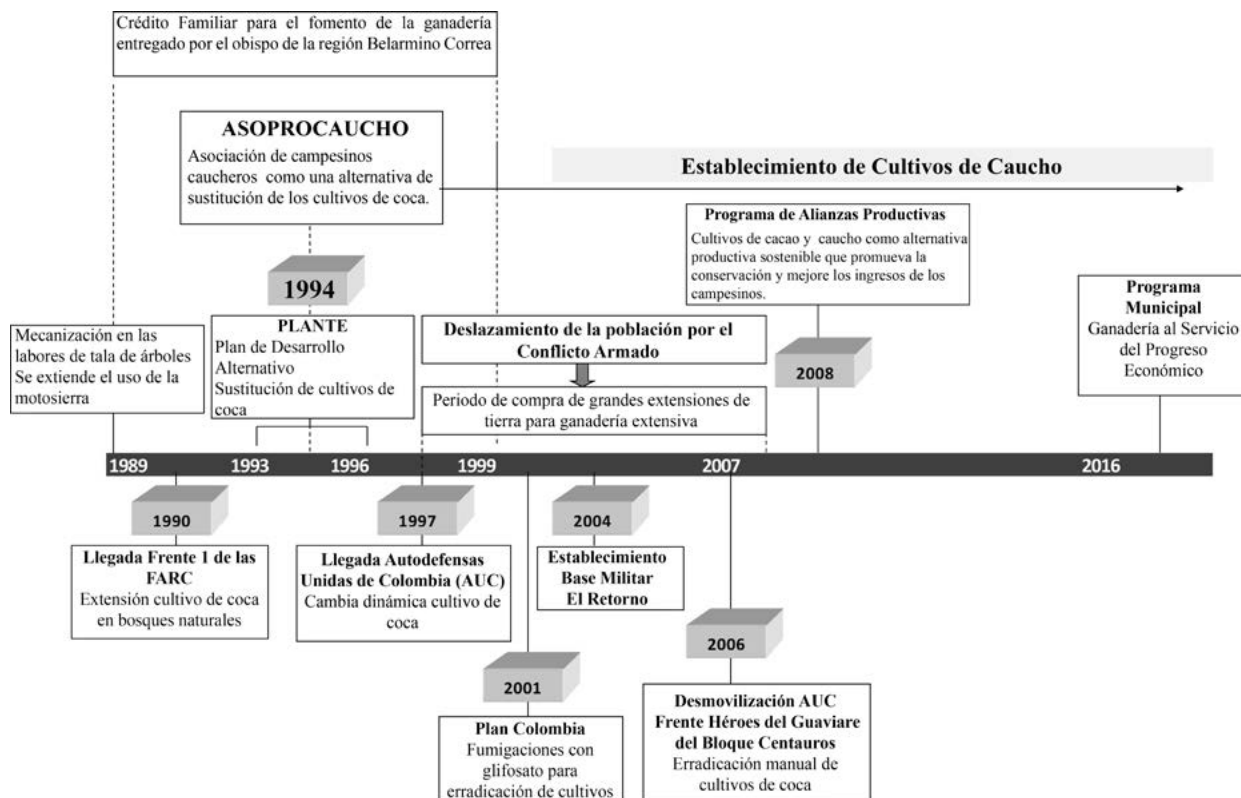 Crédito Familiar para el fomento de la ganadería
entregado por el obispo de la región Belarmino Correa
ASOPROCAUCHO
Asociación de campesinos
caucheros como una alternativa de
sustitución de los cultivos de coca.
Establecimiento de Cultivos de Caucho
Programa de Alianzas Productivas
Cultivos de cacao y caucho como alternativa
productiva sostenible que promueva la
conservación y mejore los ingresos de los
campesinos.
1994
Programa
Municipal
Ganadería al Servicio
del Progreso
Económico
Mecanización en las
labores de tala de árboles
Se extiende el uso de la
motosierra
PLANTE
Plan de Desarrollo
Alternativo
Sustitución de cultivos de
coca
Deslazamiento de la población por el
Conflicto Armado
Periodo de compra de grandes extensiones de
tierra para ganadería extensiva
2008
1989 1993 1996 1999 2007 2016
1990
Llegada Frente 1 de las
FARC
Extensión cultivo de coca
en bosques naturales
1997
Llegada Autodefensas
Unidas de Colombia (AUC)
Cambia dinámica cultivo de
coca
2004
Establecimiento
Base Militar
El Retorno
2001
Plan Colombia
Fumigaciones con
glifosato para
erradicación de cultivos
2006
Desmovilización AUC
Frente Héroes del Guaviare
del Bloque Centauros
Erradicación manual de
cultivos de coca